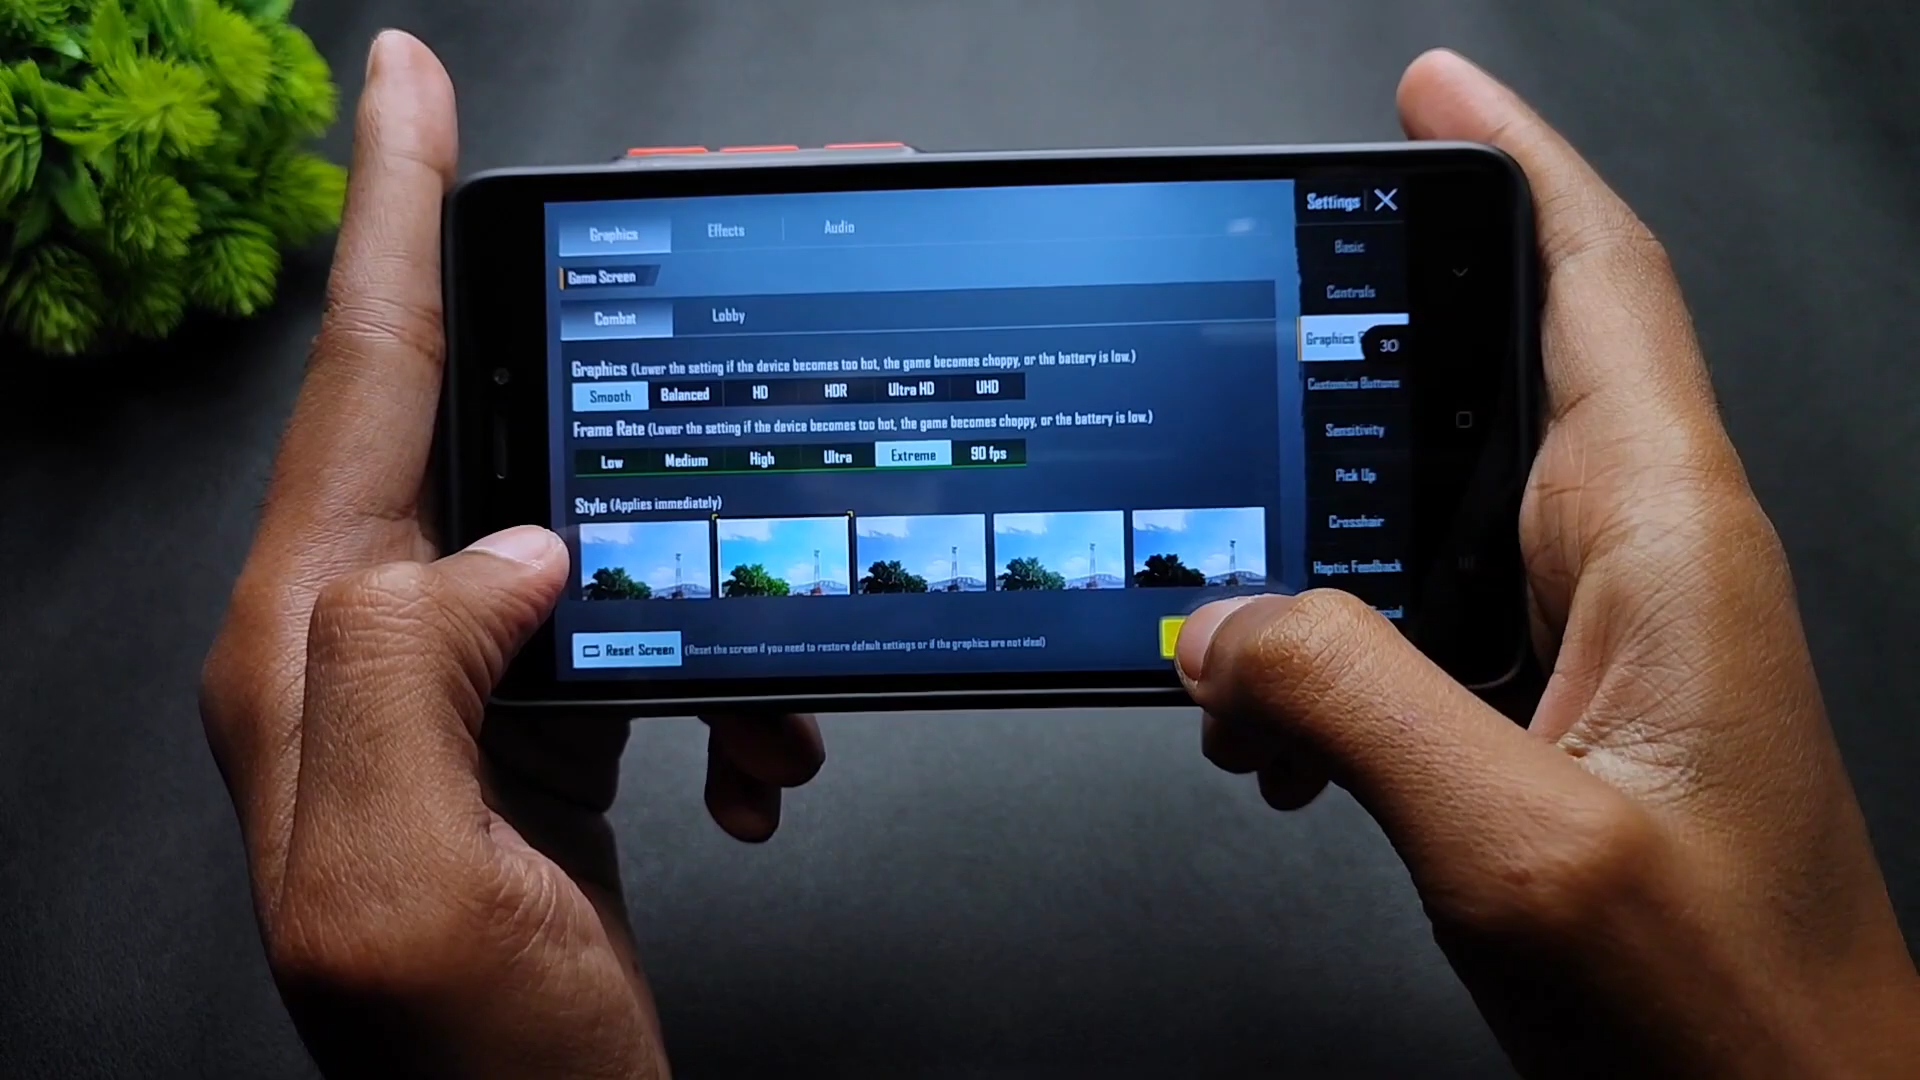 Graphics Effects Audio
Settings
Basic
Game Screen
Controls
Combat Lobby
Graphics
30
Graphics (Lower the setting if the device becomes too hot, the game becomes choppy, or the battery is low.)
Smooth Balanced HD HDR Ultra HD UHD
Customize Buttons
Frame Rate (Lower the setting if the device becomes too hot, the game becomes choppy, or the battery is low.)
Sensitivity
Low Medium High Ultra Extreme 90 fps
Pick Up
Style (Applies immediately)
Crosshair
Haptic Feedback
Reset Screen (Reset the screen if you need to restore default settings or if the graphics are not ideal)